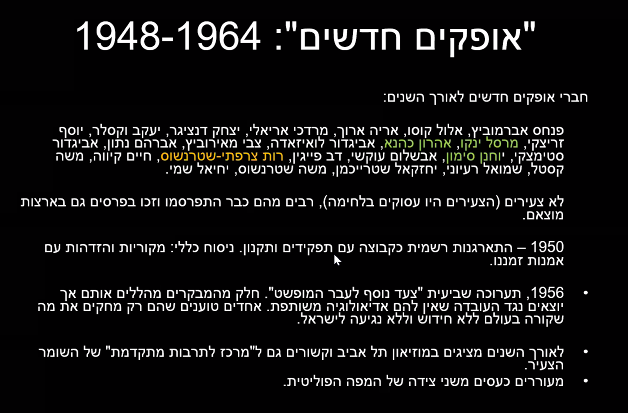 "אופקים חדשים": 1948-1964
חברי אופקים חדשים לאורך השנים:
פנחס אברמוביץ, אלול קוסו, אריה ארוך, מרדכי אריאלי, יצחק דנציגר, יעקב וקסלר, יוסף
זריצקי, מרסל ינקו, אהרון כהנא, אביגדור לואיזאדה, צבי מאירוביץ, אברהם נתון, אביגדור
סטימצקי, יוחנן סימון, אבשלום עוקשי, דב פייגין, רות צרפתי-שטרנשוס, חיים קיווה, משה
קסטל, שמואל רעיוני, יחזקאל שטרייכמן, משה שטרנשוס, יחיאל שמי.
לא צעירים (הצעירים היו עסוקים בלחימה), רבים מהם כבר התפרסמו וזכו בפרסים גם בארצות
מוצאם.
1950 – התארגנות רשמית כקבוצה עם תפקידים ותקנון. ניסוח כללי: מקוריות והזדהות עם
אמנות זמננו.
• 1956, תערוכה שביעית "צעד נוסף לעבר המופשט". חלק מהמבקרים מהללים אותם אך
יוצאים נגד העובדה שאין להם אדיאולוגיה משותפת. אחדים טוענים שהם רק מחקים את מה
שקורה בעולם ללא חידוש וללא נגיעה לישראל.
• לאורך השנים מציגים במוזיאון תל אביב וקשורים גם ל"מרכז לתרבות מתקדמת" של השומר
הצעיר.
• מעוררים כעסים משני צידה של המפה הפוליטית.